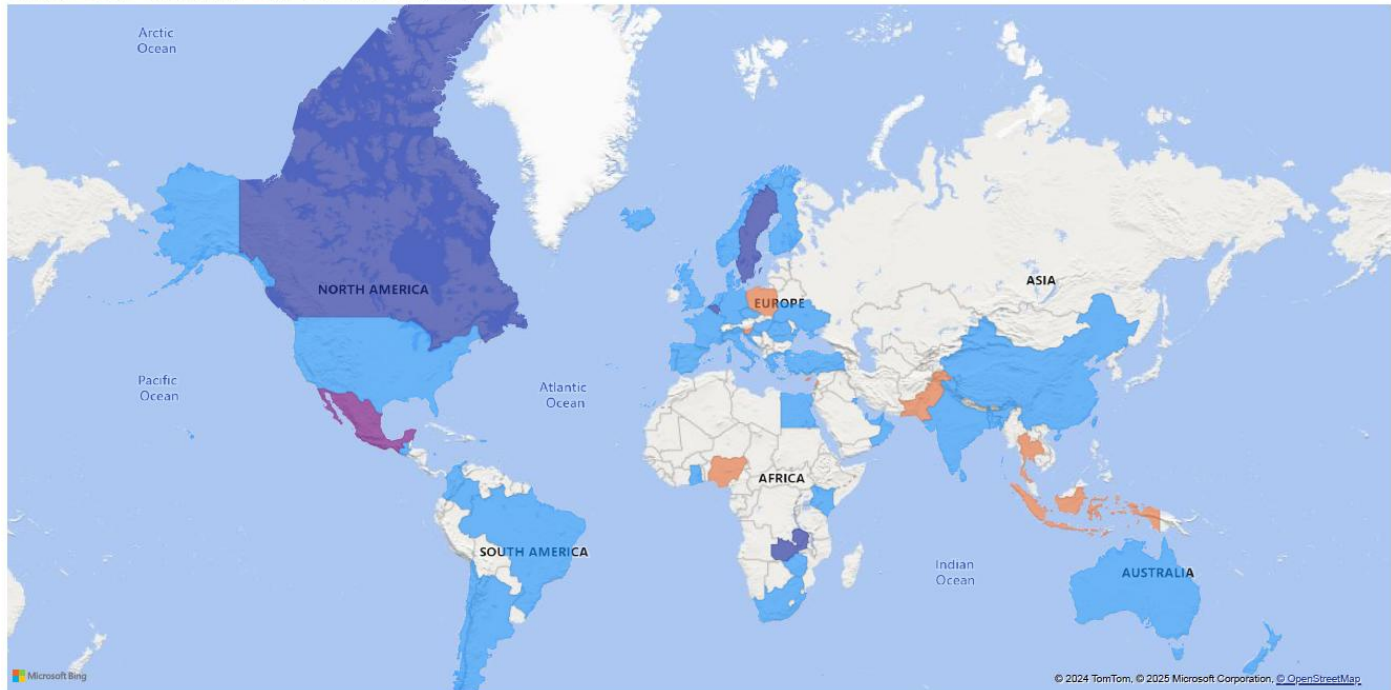 Arctic
Ocean
NORTH AMERICA
EUROPE
ASIA
Pacific
Ocean
Atlantic
Ocean
AFRICA
SOUTH AMERICA
Indian
Ocean
AUSTRALIA
Microsoft Bing
© 2024 TomTom, © 2025 Microsoft Corporation, © OpenStreetMap